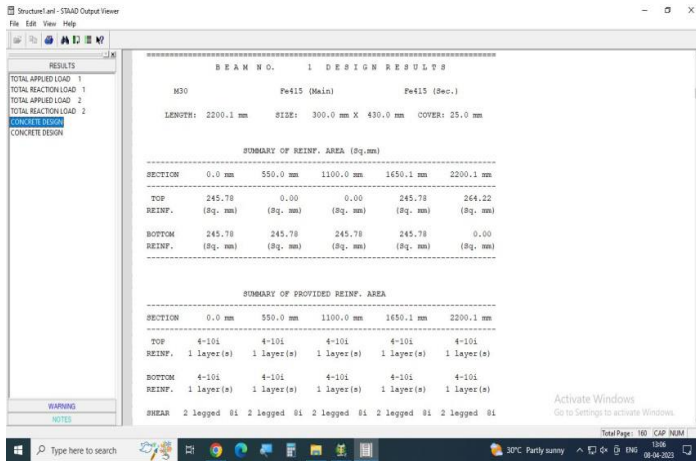 Structure1.anl - STAAD Output Viewer
File Edit View Help
RESULTS
TOTAL APPLIED LOAD 1
TOTAL REACTION LOAD 1
TOTAL APPLIED LOAD 2
TOTAL REACTION LOAD 2
CONCRETE DESIGN
CONCRETE DESIGN
WARNING
NOTES
B E A M N O. 1 D E S I G N R E S U L T S
M30 Fe415 (Main) Fe415 (Sec.)
LENGTH: 2200.1 mm SIZE: 300.0 mm X 430.0 mm COVER: 25.0 mm
SUMMARY OF REINF. AREA (Sq.mm)
SECTION 0.0 mm 550.0 mm 1100.0 mm 1650.1 mm 2200.1 mm
TOP 245.78 0.00 0.00 245.78 264.22
REINF. (Sq. mm) (Sq. mm) (Sq. mm) (Sq. mm) (Sq. mm)
BOTTOM 245.78 245.78 245.78 245.78 0.00
REINF. (Sq. mm) (Sq. mm) (Sq. mm) (Sq. mm) (Sq. mm)
SUMMARY OF PROVIDED REINF. AREA
SECTION 0.0 mm 550.0 mm 1100.0 mm 1650.1 mm 2200.1 mm
TOP 4-10i 4-10i 4-10i 4-10i 4-10i
REINF. 1 layer(s) 1 layer(s) 1 layer(s) 1 layer(s) 1 layer(s)
BOTTOM 4-10i 4-10i 4-10i 4-10i 4-10i
REINF. 1 layer(s) 1 layer(s) 1 layer(s) 1 layer(s) 1 layer(s)
SHEAR 2 legged 8i 2 legged 8i 2 legged 8i 2 legged 8i 2 legged 8i
Activate Windows
Go to Settings to activate Windows.
Total Page: 160 CAP NUM
Type here to search
30°C Partly sunny ENG 13:06
08-04-2023